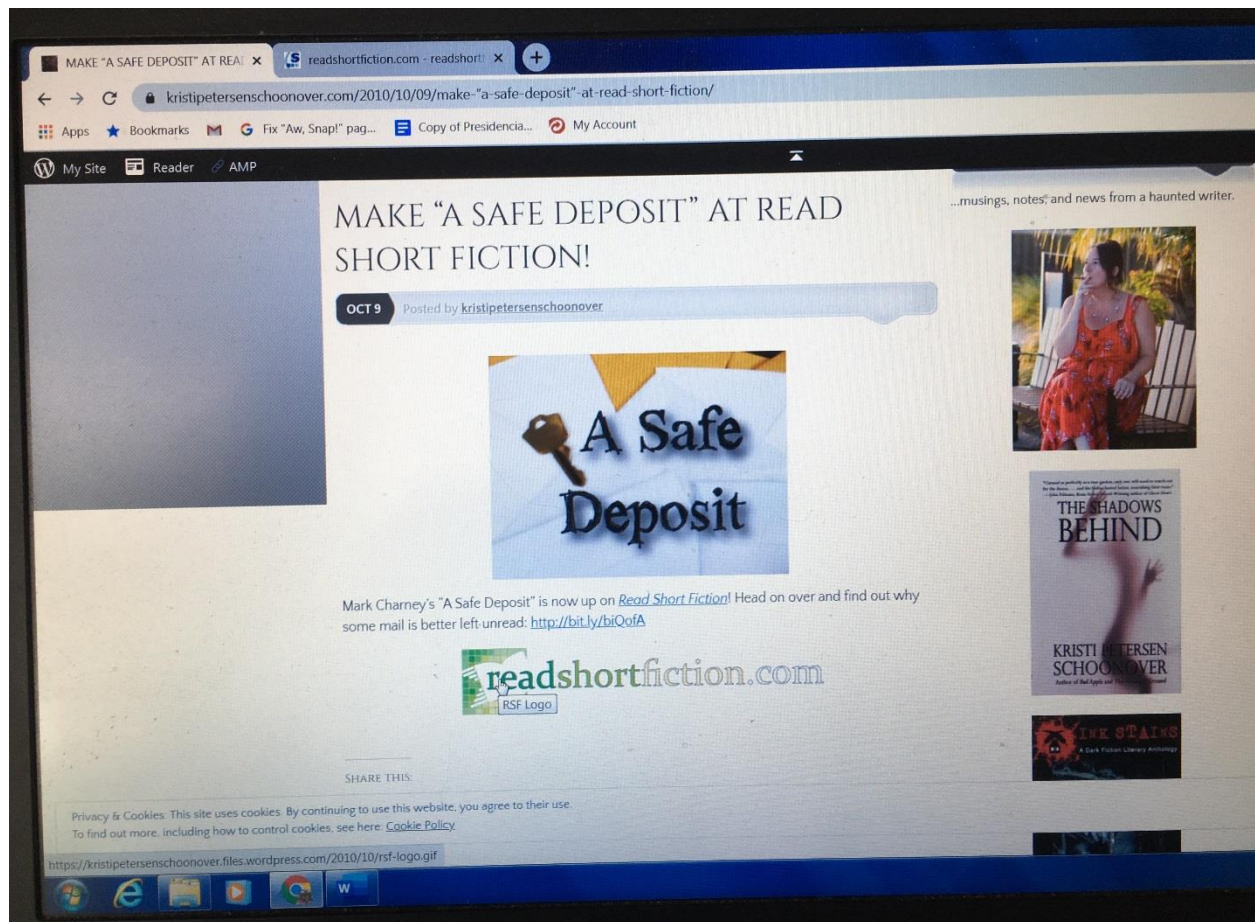 MAKE "A SAFE DEPOSIT" AT REA
readshortfiction.com - readshort
kristipetersenschoonover.com/2010/10/09/make-"a-safe-deposit"-at-read-short-fiction/
Apps Bookmarks Fix "Aw, Snap!" pag... Copy of Presidencia... My Account
My Site Reader AMP
MAKE "A SAFE DEPOSIT" AT READ
SHORT FICTION!
OCT 9 Posted by kristipetersenschoonover
A Safe
Deposit
Mark Charney's "A Safe Deposit" is now up on Read Short Fiction! Head on over and find out why
some mail is better left unread: http://bit.ly/biQofA
readshortfiction.com
RSF Logo
SHARE THIS:
...musings, notes, and news from a haunted writer.
THE SHADOWS
BEHIND
KRISTI PETERSEN
SCHOONOVER
INK STAINS
A Dark Fiction Literary Anthology
Privacy & Cookies: This site uses cookies. By continuing to use this website, you agree to their use.
To find out more, including how to control cookies, see here: Cookie Policy
https://kristipetersenschoonover.files.wordpress.com/2010/10/rsf-logo.gif
W